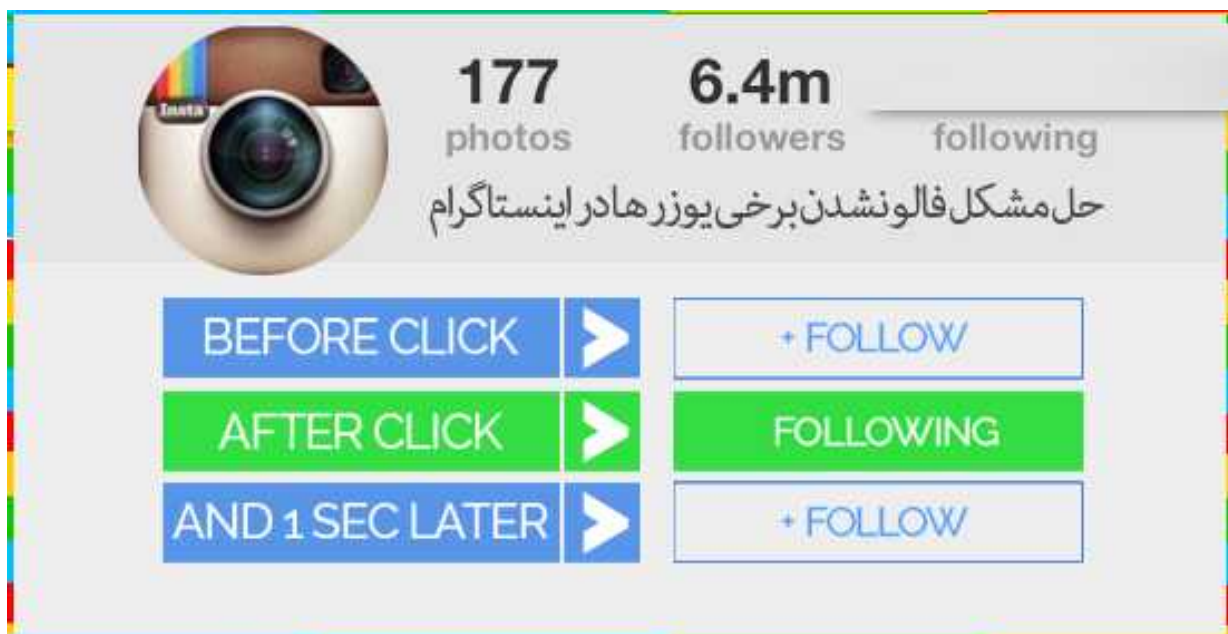 Insta
177 6.4m
photos followers following
حل مشکل فالو نشدن برخی یوزر ها در اینستاگرام
BEFORE CLICK > + FOLLOW
AFTER CLICK > FOLLOWING
AND 1 SEC LATER > + FOLLOW